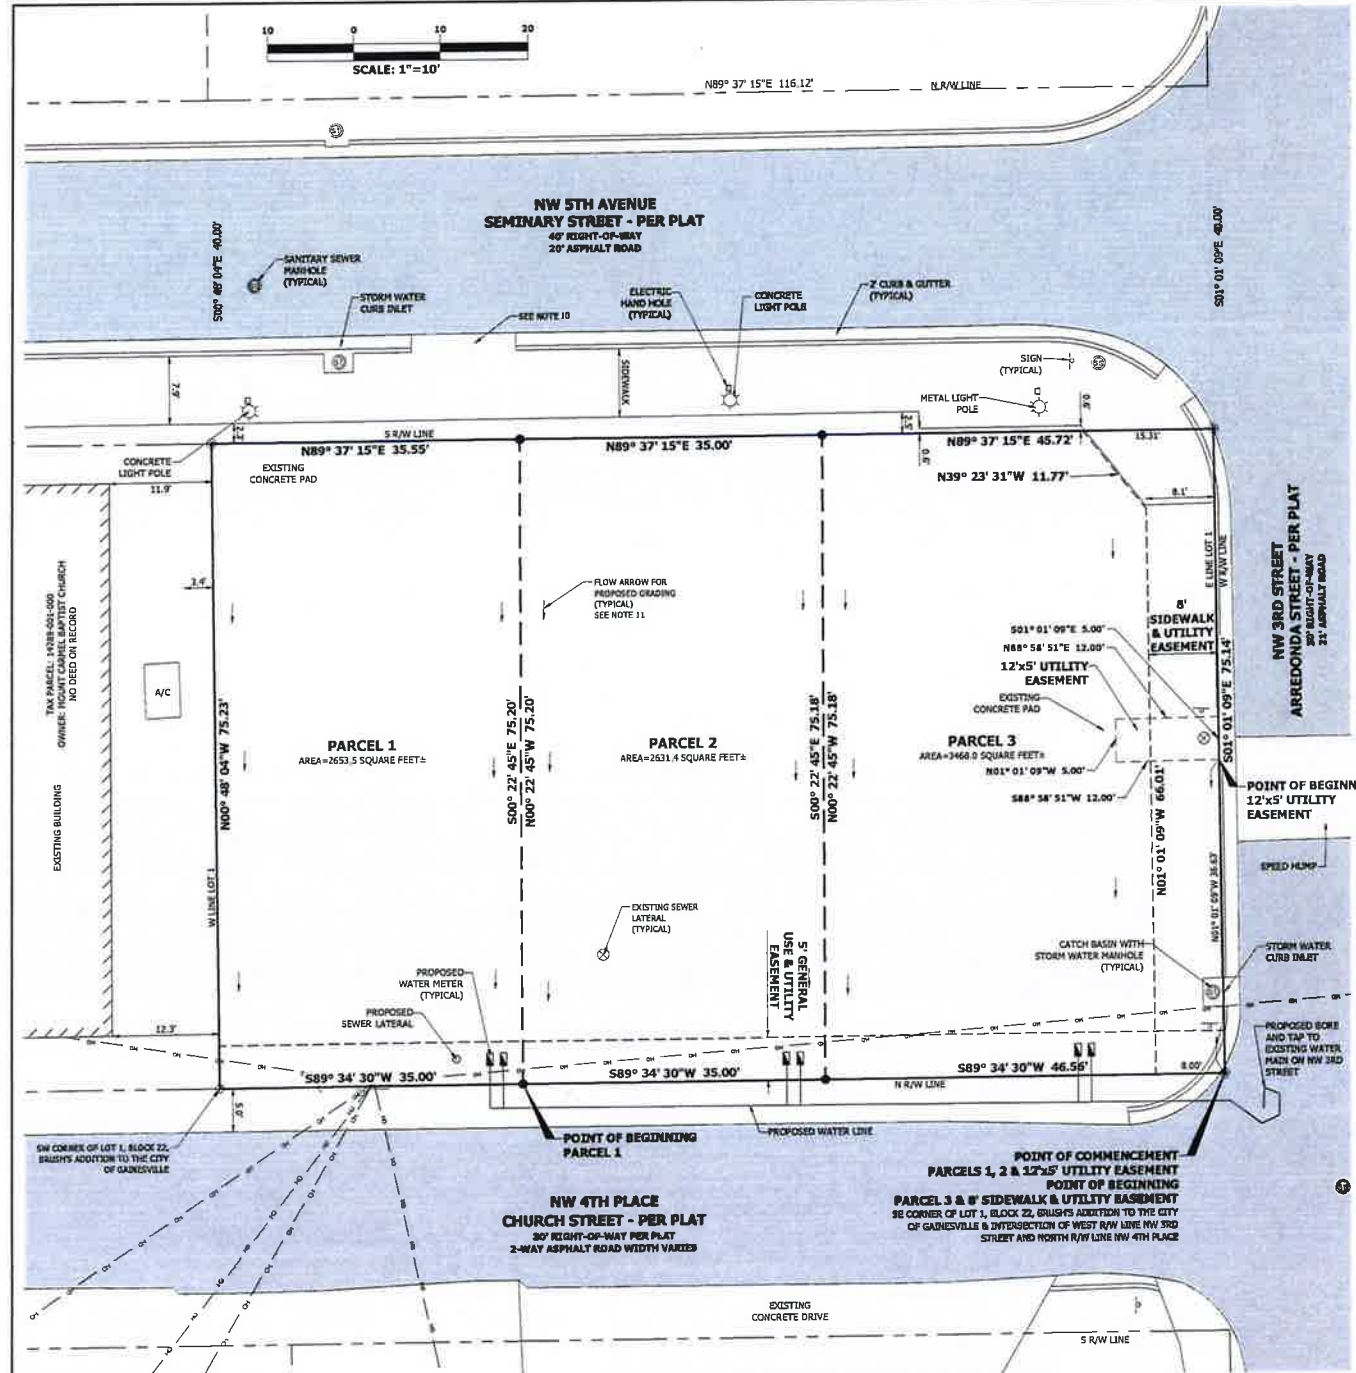 10 0 10 20
SCALE: 1"=10'
N89° 37' 15"E 116.12'
N R/W LINE
NW 5TH AVENUE
SEMINARY STREET - PER PLAT
40' RIGHT-OF-WAY
20' ASPHALT ROAD
S00° 48' 04"E 40.00'
S01° 01' 09"E 40.00'
SANITARY SEWER
MANHOLE
(TYPICAL)
STORM WATER
CURB INLET
SEE NOTE 10
ELECTRIC
HAND HOLE
(TYPICAL)
CONCRETE
LIGHT POLE
2' CURB & GUTTER
(TYPICAL)
SIGN
(TYPICAL)
7.9'
SIDEWALK
METAL LIGHT
POLE
0.6'
2.3'
2.5'
S R/W LINE
N89° 37' 15"E 35.55'
N89° 37' 15"E 35.00'
N89° 37' 15"E 45.72'
15.31'
CONCRETE
LIGHT POLE
EXISTING
CONCRETE PAD
0.6'
N39° 23' 31"W 11.77'
11.9'
8.1'
TAX PARCEL: 14289-001-000
OWNER: MOUNT CARMEL BAPTIST CHURCH
NO DEED ON RECORD
E LINE LOT 1
W R/W LINE
NW 3RD STREET
ARREDONDA STREET - PER PLAT
21' ASPHALT ROAD
3.4'
FLOW ARROW FOR
PROPOSED GRADING
(TYPICAL)
SEE NOTE 11
8'
SIDEWALK
& UTILITY
EASEMENT
S01° 01' 09"E 5.00'
N88° 58' 51"E 12.00'
12'x5' UTILITY
EASEMENT
S01° 01' 09"E 75.14'
A/C
EXISTING
CONCRETE PAD
N00° 48' 04"W 75.23'
S00° 22' 45"E 75.20'
N00° 22' 45"W 75.20'
S00° 22' 45"E 75.18'
N00° 22' 45"W 75.18'
PARCEL 1
AREA=2653.5 SQUARE FEET±
PARCEL 2
AREA=2631.4 SQUARE FEET±
PARCEL 3
AREA=3468.0 SQUARE FEET±
N01° 01' 09"W 5.00'
S88° 58' 51"W 12.00'
N01° 01' 09"W 66.01'
POINT OF BEGINN
12'x5' UTILITY
EASEMENT
EXISTING BUILDING
SPEED HUMP
W LINE LOT 1
N01° 01' 09"W 36.63'
EXISTING SEWER
LATERAL
(TYPICAL)
5' GENERAL
USE & UTILITY
EASEMENT
CATCH BASIN WITH
STORM WATER MANHOLE
(TYPICAL)
STORM WATER
CURB INLET
PROPOSED
WATER METER
(TYPICAL)
PROPOSED
SEWER LATERAL
12.3'
PROPOSED BORE
AND TAP TO
EXISTING WATER
MAIN ON NW 3RD
STREET
S89° 34' 30"W 35.00'
S89° 34' 30"W 35.00'
S89° 34' 30"W 46.56'
8.00'
N R/W LINE
5.0'
SW CORNER OF LOT 1, BLOCK 22,
BRUSH'S ADDITION TO THE CITY
OF GAINESVILLE
POINT OF BEGINNING
PARCEL 1
PROPOSED WATER LINE
POINT OF COMMENCEMENT
PARCELS 1, 2 & 12'x5' UTILITY EASEMENT
POINT OF BEGINNING
PARCEL 3 & 8' SIDEWALK & UTILITY EASEMENT
SE CORNER OF LOT 1, BLOCK 22, BRUSH'S ADDITION TO THE CITY
OF GAINESVILLE & INTERSECTION OF WEST R/W LINE NW 3RD
STREET AND NORTH R/W LINE NW 4TH PLACE
NW 4TH PLACE
CHURCH STREET - PER PLAT
30' RIGHT-OF-WAY PER PLAT
2-WAY ASPHALT ROAD WIDTH VARIES
EXISTING
CONCRETE DRIVE
S R/W LINE